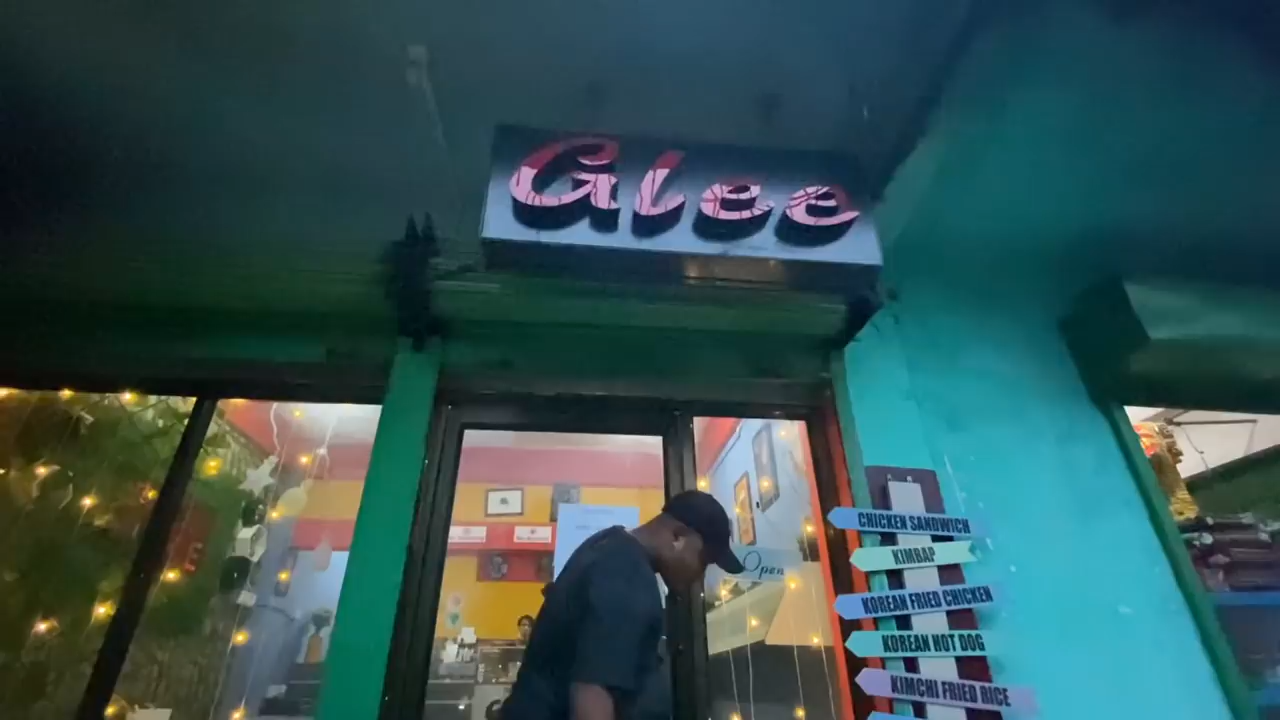 Glee
Open
CHICKEN SANDWICH
KIMBAP
KOREAN FRIED CHICKEN
KOREAN HOT DOG
KIMCHI FRIED RICE